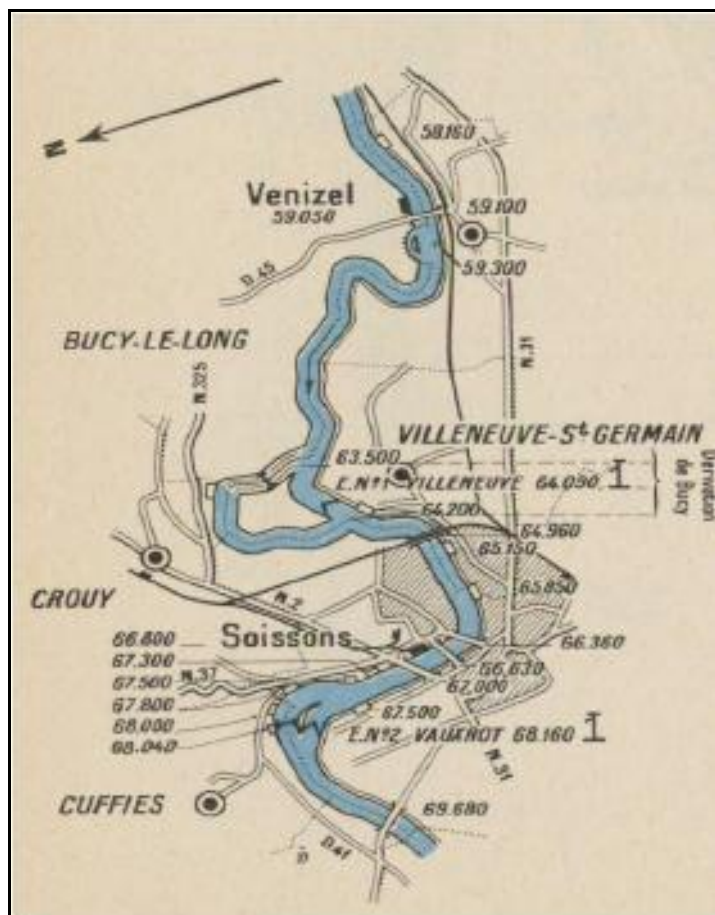 58.160
N
Venizel
59.050
59.100
59.300
D.45
BUCY-LE-LONG
N.31
N.325
VILLENEUVE-St GERMAIN
63.500
E.Nº1 VILLENEUVE 64.090
Dérivation
de Bucy
64.200
64.960
65.150
65.850
CROUY
N.2
Soissons
66.800
67.300
67.500
N.37
67.800
68.000
68.040
66.360
66.630
67.000
67.500
E.Nº2 VAUXROT 68.160
N.31
CUFFIES
69.680
D
D.41